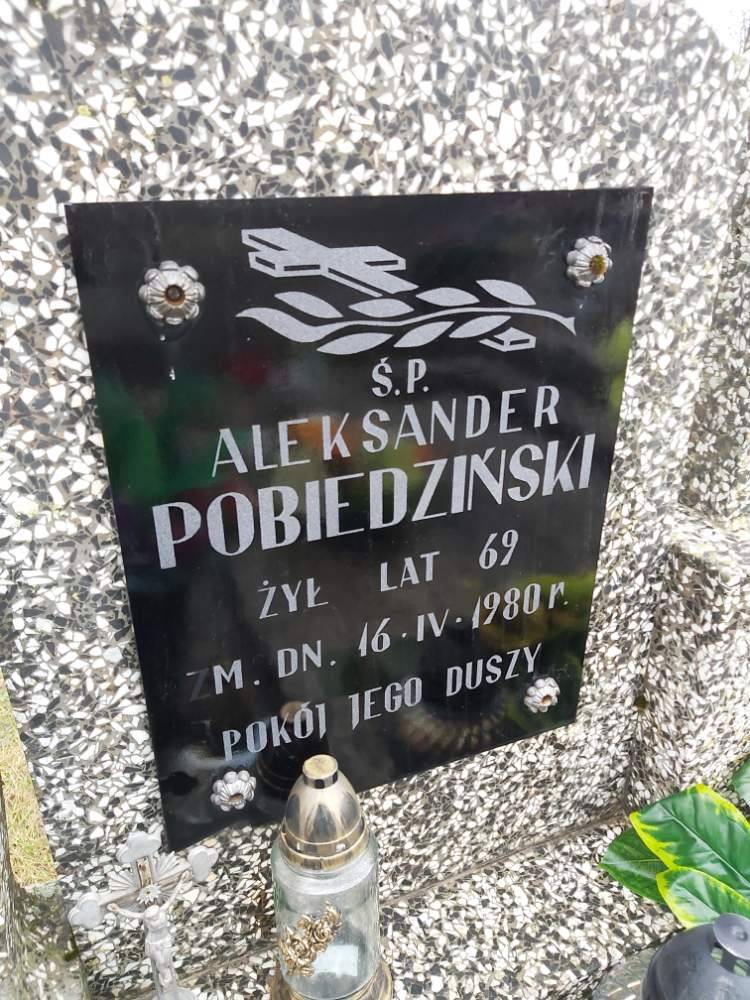 Ś.P.
ALEKSANDER
POBIEDZIŃSKI
ŻYŁ LAT 69
ZM. DN. 16.IV.1980 r.
POKÓJ JEGO DUSZY